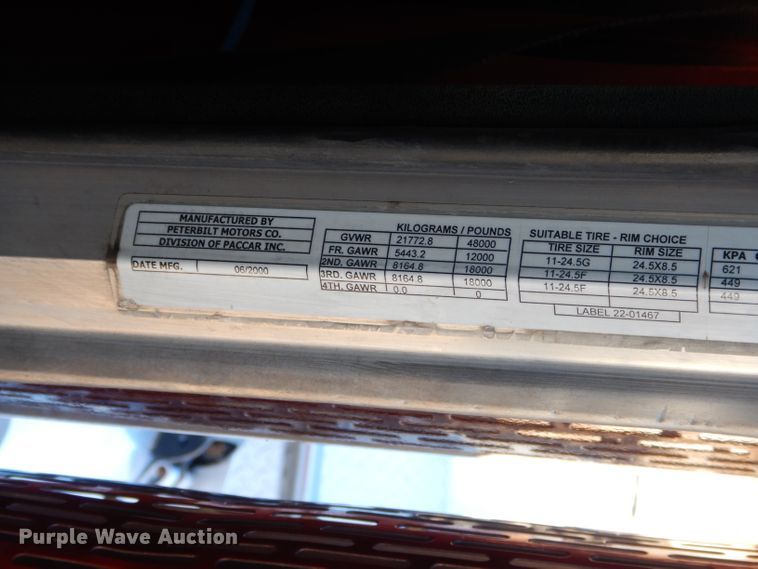 MANUFACTURED BY
PETERBILT MOTORS CO.
DIVISION OF PACCAR INC.
DATE MFG. 06/2000
KILOGRAMS / POUNDS
GVWR 21772.8 48000
FR. GAWR 5443.2 12000
2ND. GAWR 8164.8 18000
3RD. GAWR 8164.8 18000
4TH. GAWR 0.0 0
SUITABLE TIRE - RIM CHOICE
TIRE SIZE RIM SIZE
11-24.5G 24.5X8.5
11-24.5F 24.5X8.5
11-24.5F 24.5X8.5
LABEL 22-01467
KPA
621
449
449
Purple Wave Auction